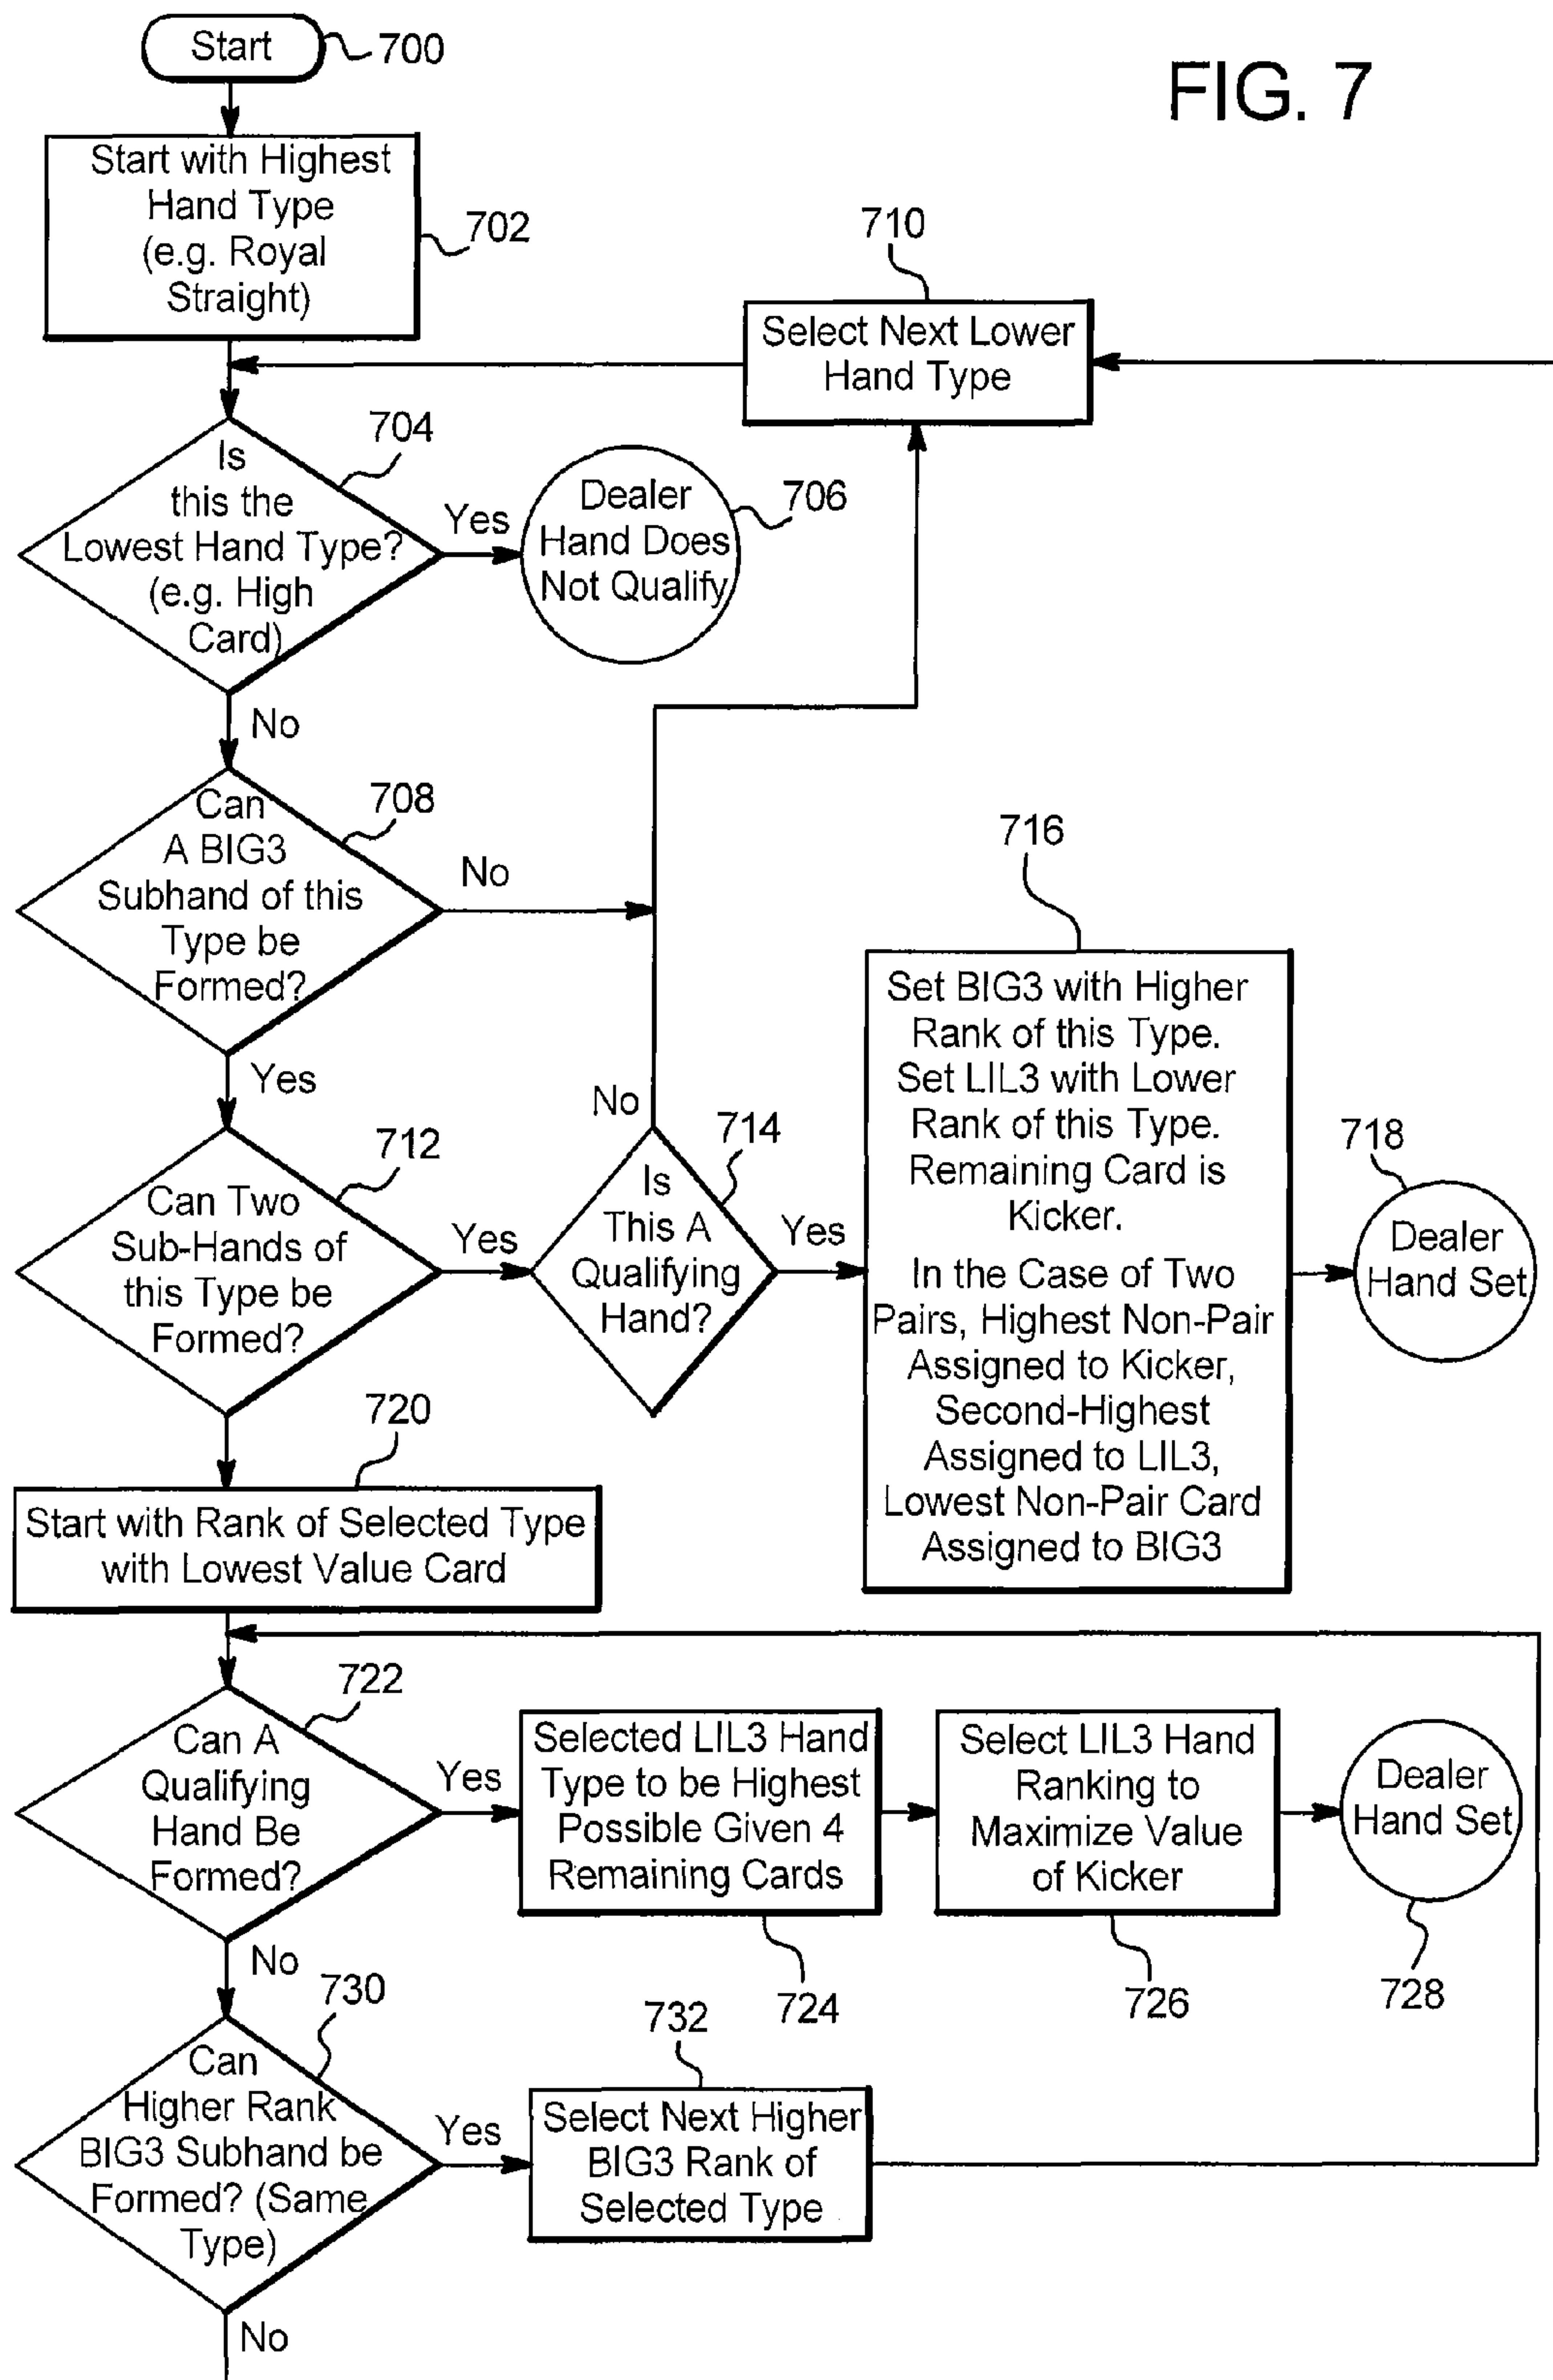 Start
700
FIG. 7
Start with Highest
Hand Type
(e.g. Royal
Straight)
702
710
Select Next Lower
Hand Type
704
Is
this the
Lowest Hand Type?
(e.g. High
Card)
Yes
Dealer
Hand Does
Not Qualify
706
No
708
Can
A BIG3
Subhand of this
Type be
Formed?
No
Yes
712
Can Two
Sub-Hands of
this Type be
Formed?
Yes
No
714
Is
This A
Qualifying
Hand?
Yes
716
Set BIG3 with Higher
Rank of this Type.
Set LIL3 with Lower
Rank of this Type.
Remaining Card is
Kicker.
In the Case of Two
Pairs, Highest Non-Pair
Assigned to Kicker,
Second-Highest
Assigned to LIL3,
Lowest Non-Pair Card
Assigned to BIG3
718
Dealer
Hand Set
720
Start with Rank of Selected Type
with Lowest Value Card
722
Can A
Qualifying
Hand Be
Formed?
Yes
Selected LIL3 Hand
Type to be Highest
Possible Given 4
Remaining Cards
724
Select LIL3 Hand
Ranking to
Maximize Value
of Kicker
726
Dealer
Hand Set
728
No
730
Can
Higher Rank
BIG3 Subhand be
Formed? (Same
Type)
Yes
732
Select Next Higher
BIG3 Rank of
Selected Type
No